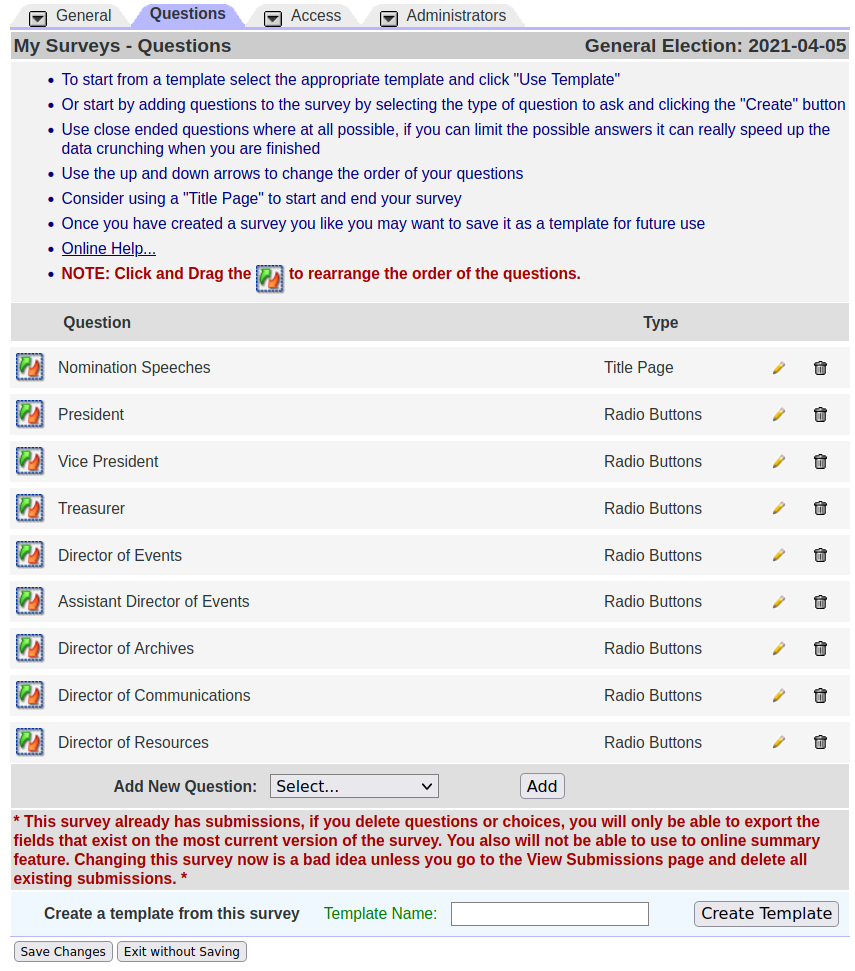 General Questions Access Administrators
My Surveys - Questions General Election: 2021-04-05
• To start from a template select the appropriate template and click "Use Template"
• Or start by adding questions to the survey by selecting the type of question to ask and clicking the "Create" button
• Use close ended questions where at all possible, if you can limit the possible answers it can really speed up the
data crunching when you are finished
• Use the up and down arrows to change the order of your questions
• Consider using a "Title Page" to start and end your survey
• Once you have created a survey you like you may want to save it as a template for future use
• Online Help...
• NOTE: Click and Drag the to rearrange the order of the questions.
Question Type
Nomination Speeches Title Page
President Radio Buttons
Vice President Radio Buttons
Treasurer Radio Buttons
Director of Events Radio Buttons
Assistant Director of Events Radio Buttons
Director of Archives Radio Buttons
Director of Communications Radio Buttons
Director of Resources Radio Buttons
Add New Question: Select... Add
* This survey already has submissions, if you delete questions or choices, you will only be able to export the
fields that exist on the most current version of the survey. You also will not be able to use to online summary
feature. Changing this survey now is a bad idea unless you go to the View Submissions page and delete all
existing submissions. *
Create a template from this survey Template Name: Create Template
Save Changes Exit without Saving